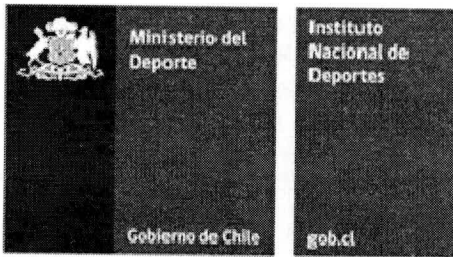 Ministerio del
Deporte
Gobierno de Chile
Instituto
Nacional de
Deportes
gob.cl